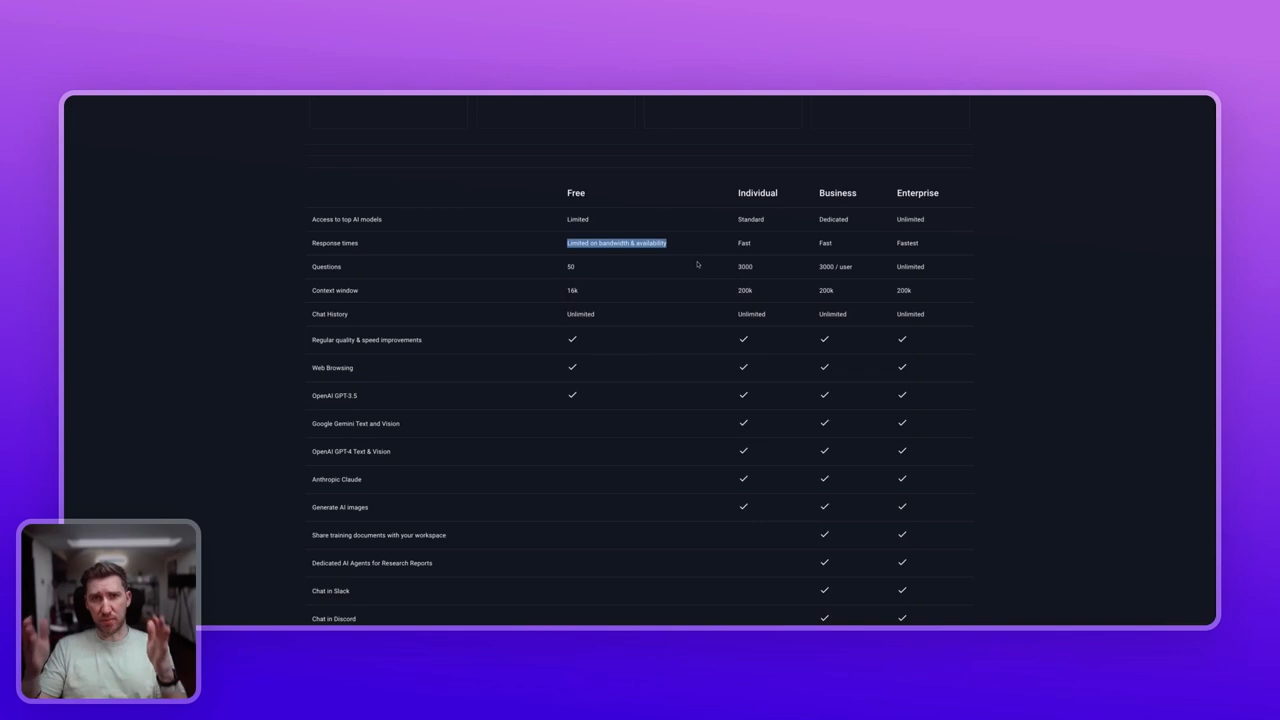 Free Individual Business Enterprise
Access to top AI models Limited Standard Dedicated Unlimited
Response times Limited on bandwidth & availability Fast Fast Fastest
Questions 50 3000 3000 / user Unlimited
Context window 16k 200k 200k 200k
Chat History Unlimited Unlimited Unlimited Unlimited
Regular quality & speed improvements
Web Browsing
OpenAI GPT-3.5
Google Gemini Text and Vision
OpenAI GPT-4 Text & Vision
Anthropic Claude
Generate AI images
Share training documents with your workspace
Dedicated AI Agents for Research Reports
Chat in Slack
Chat in Discord